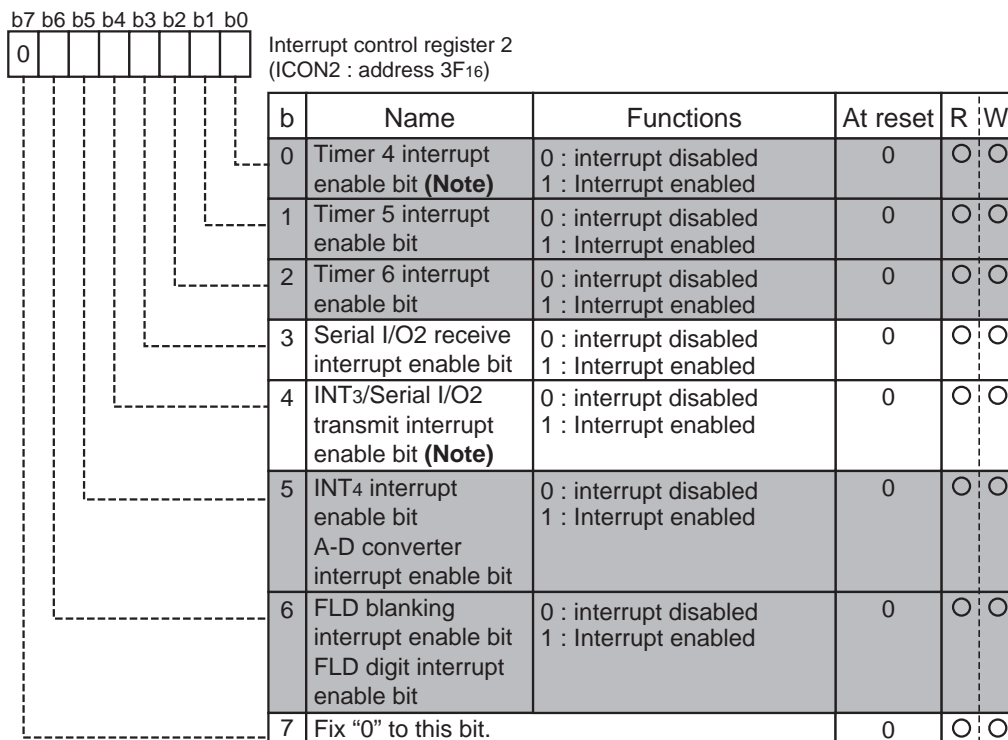 b7 b6 b5 b4 b3 b2 b1 b0
0
Interrupt control register 2
(ICON2 : address 3F16)
b Name Functions At reset R W
0 Timer 4 interrupt 0 : interrupt disabled 0 O O
enable bit (Note) 1 : Interrupt enabled
1 Timer 5 interrupt 0 : interrupt disabled 0 O O
enable bit 1 : Interrupt enabled
2 Timer 6 interrupt 0 : interrupt disabled 0 O O
enable bit 1 : Interrupt enabled
3 Serial I/O2 receive 0 : interrupt disabled 0 O O
interrupt enable bit 1 : Interrupt enabled
4 INT3/Serial I/O2 0 : interrupt disabled 0 O O
transmit interrupt 1 : Interrupt enabled
enable bit (Note)
5 INT4 interrupt 0 : interrupt disabled 0 O O
enable bit 1 : Interrupt enabled
A-D converter
interrupt enable bit
6 FLD blanking 0 : interrupt disabled 0 O O
interrupt enable bit 1 : Interrupt enabled
FLD digit interrupt
enable bit
7 Fix “0” to this bit. 0 O O